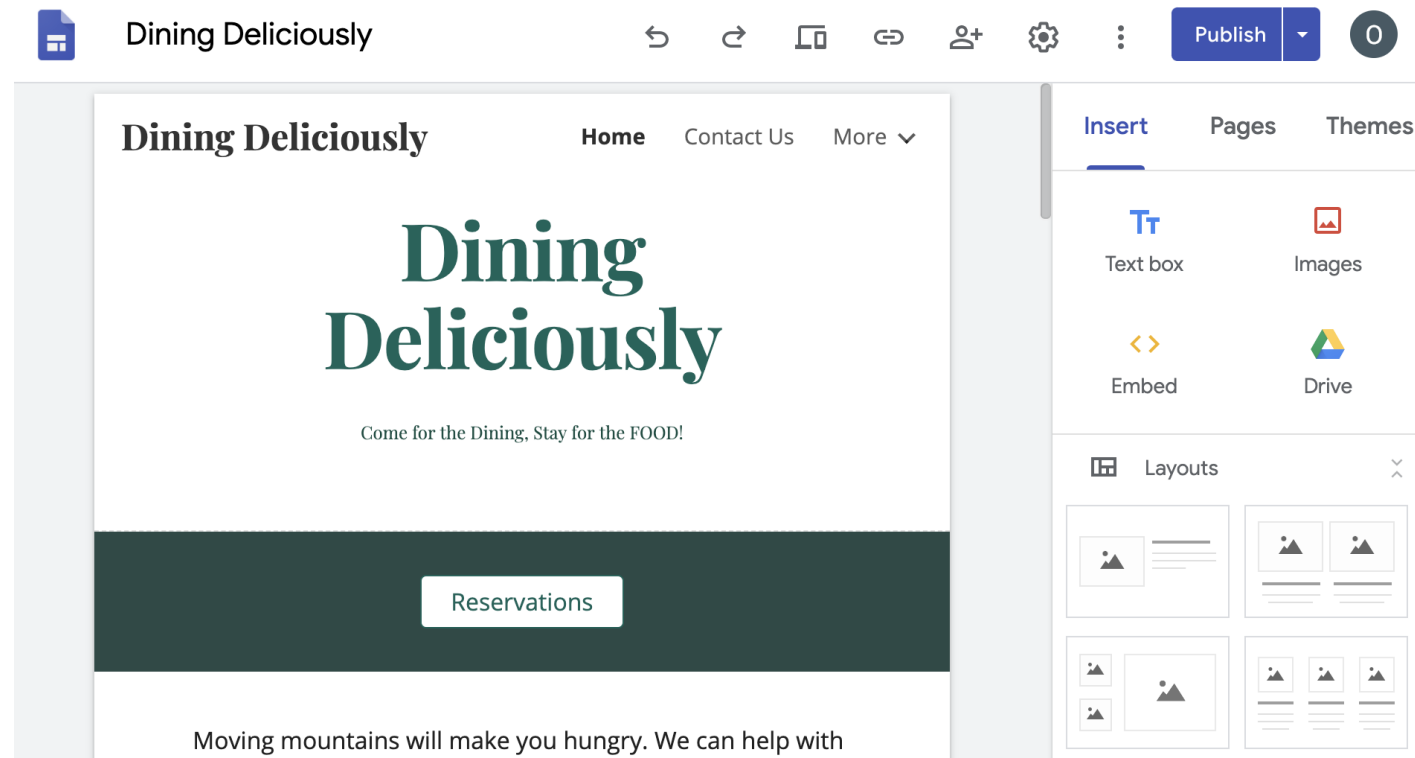 Dining Deliciously
Publish
O
Dining Deliciously
Home Contact Us More
Insert Pages Themes
Dining
Deliciously
Come for the Dining, Stay for the FOOD!
Text box Images
Embed Drive
Layouts
Reservations
Moving mountains will make you hungry. We can help with